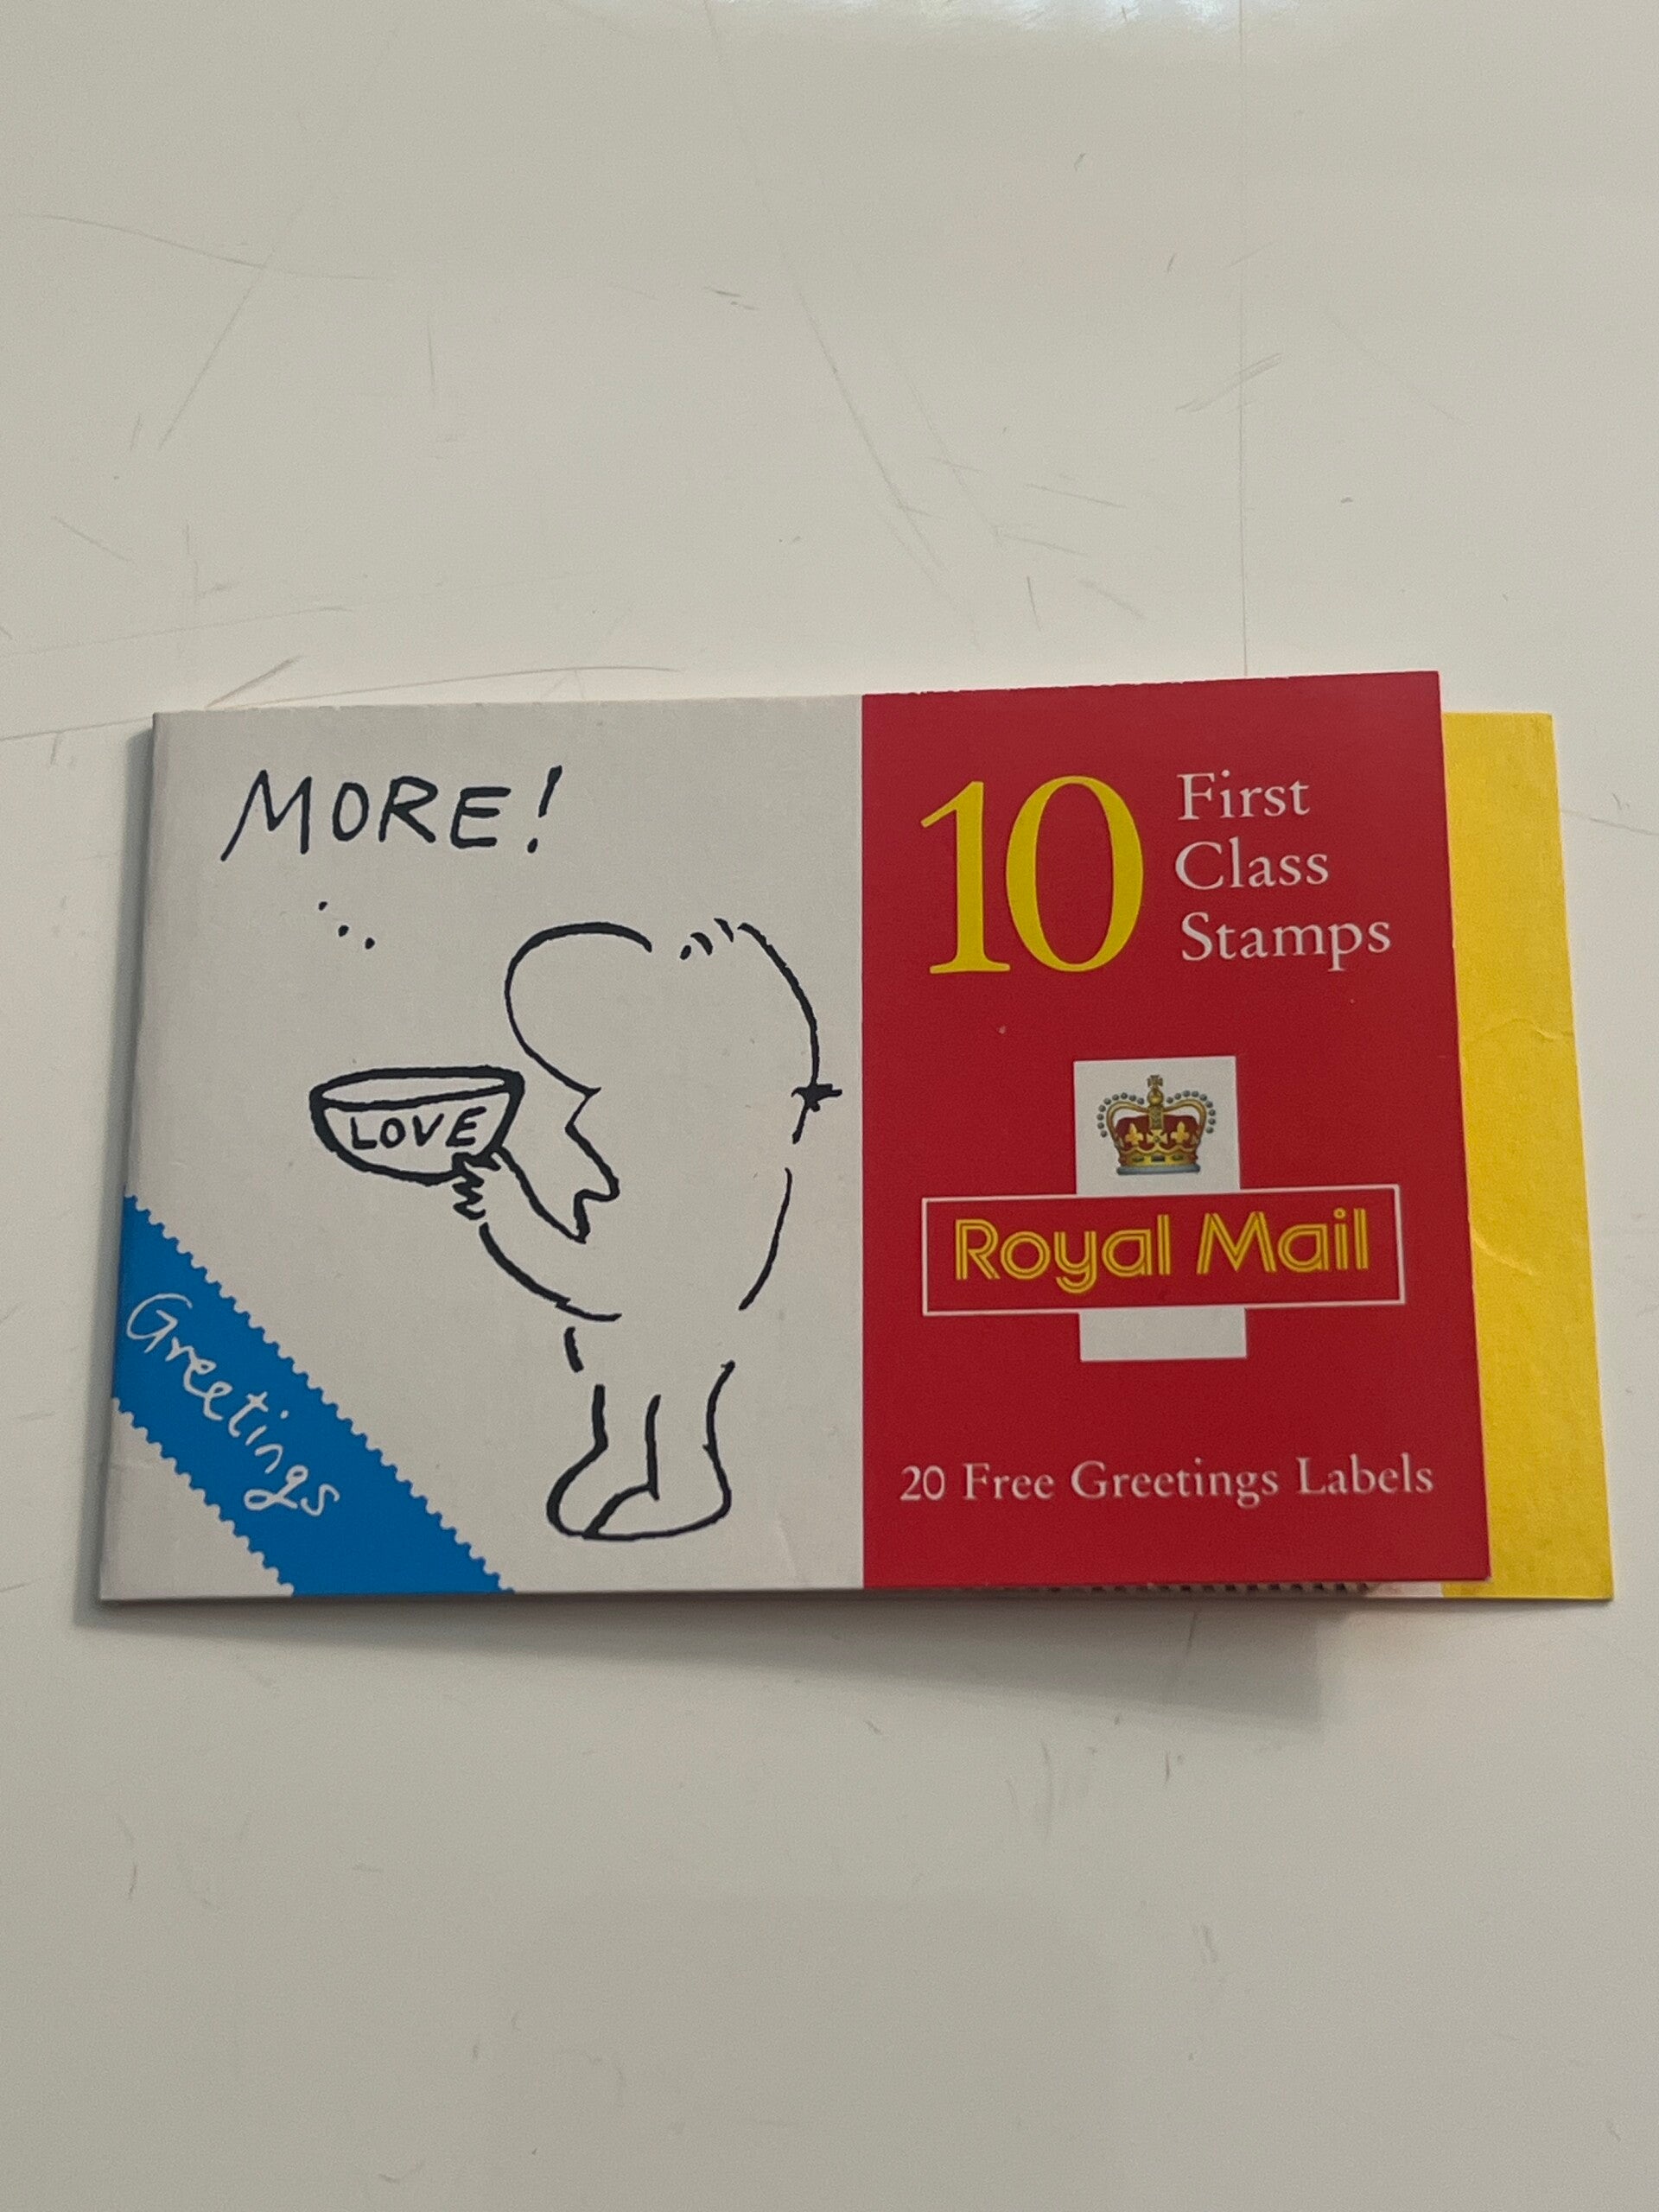 MORE!
LOVE
Greetings
10
First
Class
Stamps
Royal Mail
20 Free Greetings Labels